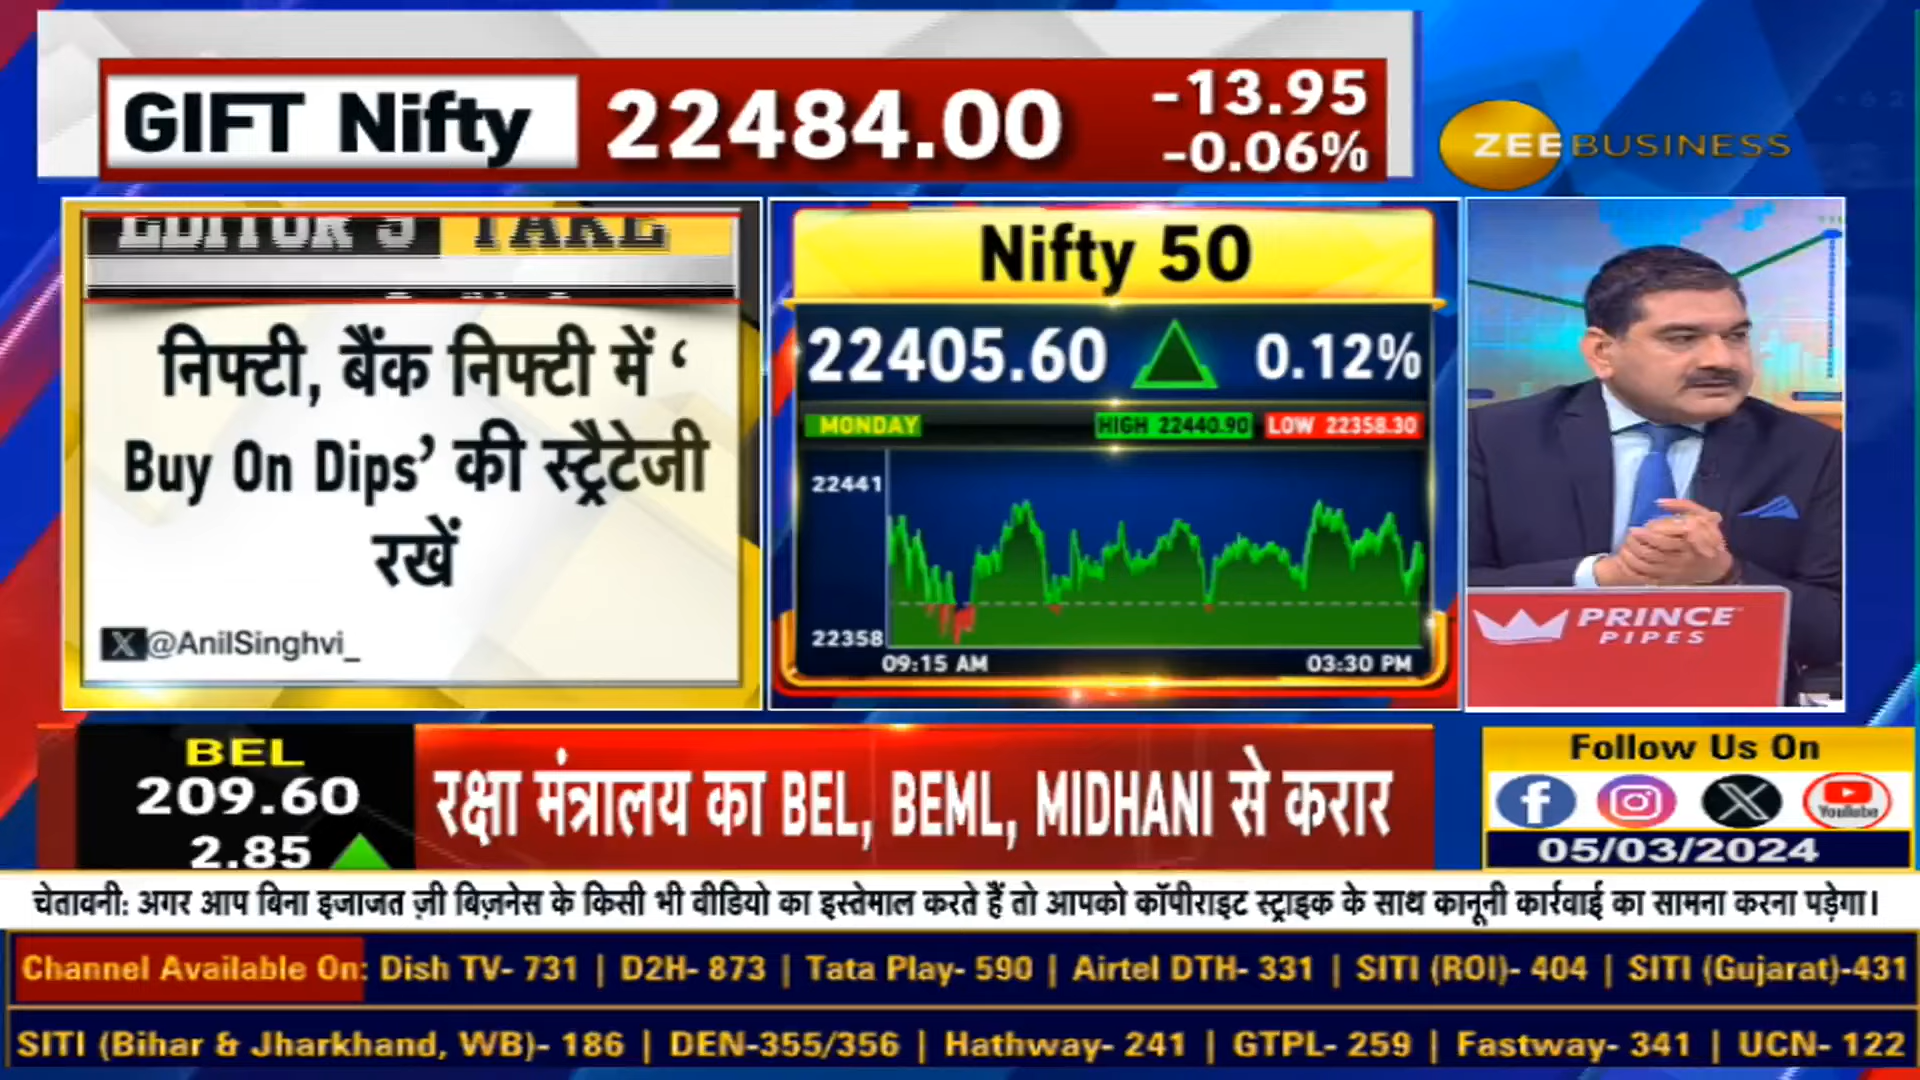 GIFT Nifty 22484.00 -13.95
-0.06%
ZEE BUSINESS
EDITOR'S TAKE
निफ्टी, बैंक निफ्टी में ‘
Buy On Dips’ की स्ट्रैटेजी
रखें
X@AnilSinghvi_
Nifty 50
22405.60 0.12%
MONDAY HIGH 22440.90 LOW 22358.30
22441
22358
09:15 AM 03:30 PM
PRINCE
PIPES
BEL
209.60
2.85
रक्षा मंत्रालय का BEL, BEML, MIDHANI से करार
Follow Us On
YouTube
05/03/2024
चेतावनी: अगर आप बिना इजाजत ज़ी बिज़नेस के किसी भी वीडियो का इस्तेमाल करते हैं तो आपको कॉपीराइट स्ट्राइक के साथ कानूनी कार्रवाई का सामना करना पड़ेगा।
Channel Available On: Dish TV- 731 | D2H- 873 | Tata Play- 590 | Airtel DTH- 331 | SITI (ROI)- 404 | SITI (Gujarat)-431
SITI (Bihar & Jharkhand, WB)- 186 | DEN-355/356 | Hathway- 241 | GTPL- 259 | Fastway- 341 | UCN- 122